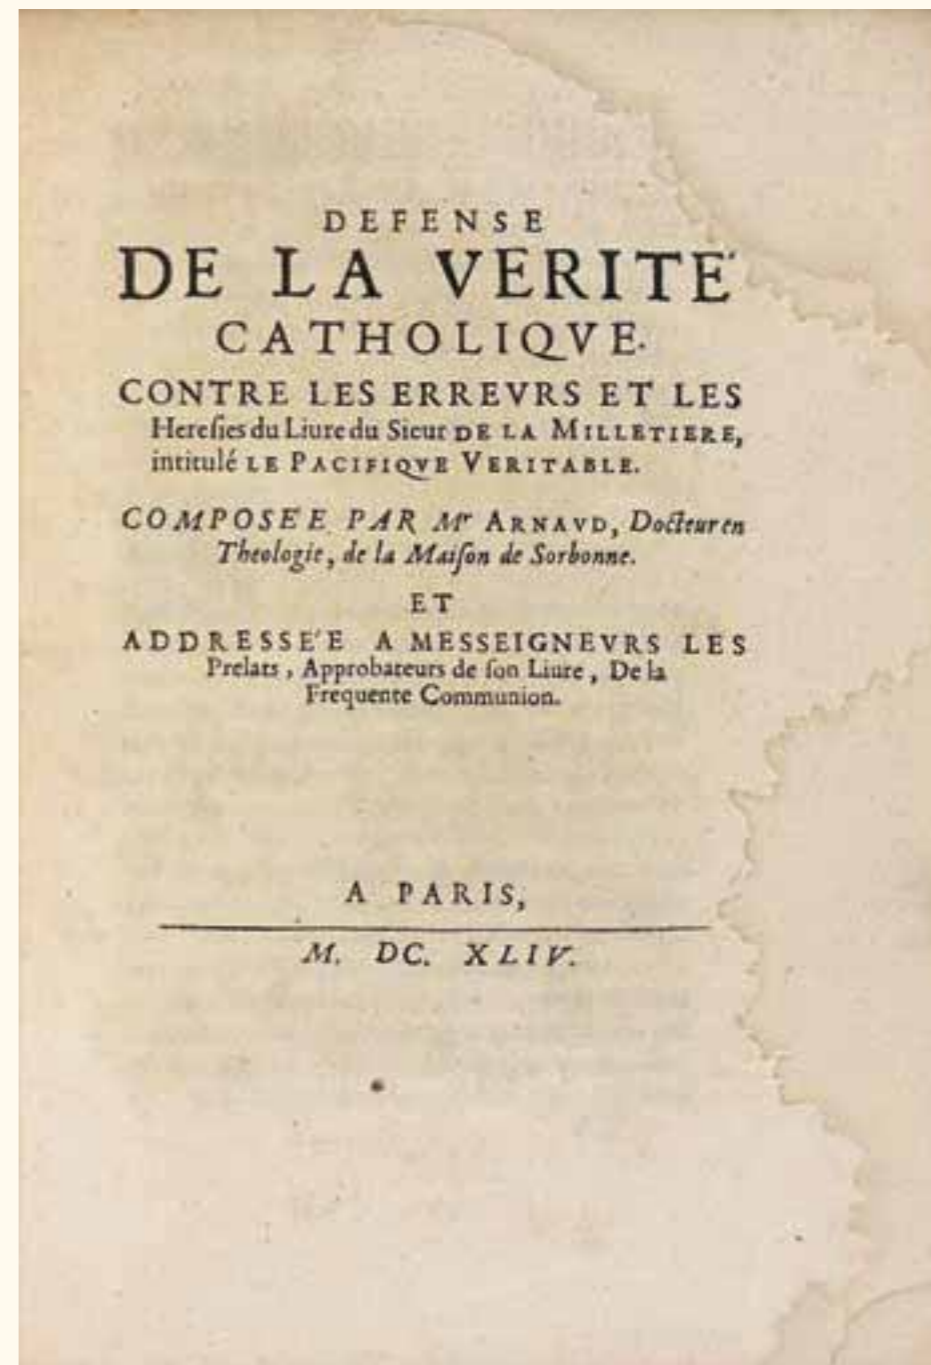 DEFENSE
DE LA VERITE'
CATHOLIQVE.
CONTRE LES ERREVRS ET LES
Hereſies du Liure du Sieur DE LA MILLETIERE,
intitulé LE PACIFIQVE VERITABLE.
COMPOSE'E PAR Mr ARNAVD, Docteur en
Theologie, de la Maiſon de Sorbonne.
ET
ADDRESSE'E A MESSEIGNEVRS LES
Prelats, Approbateurs de ſon Liure, De la
Frequente Communion.
A PARIS,
M. DC. XLIV.